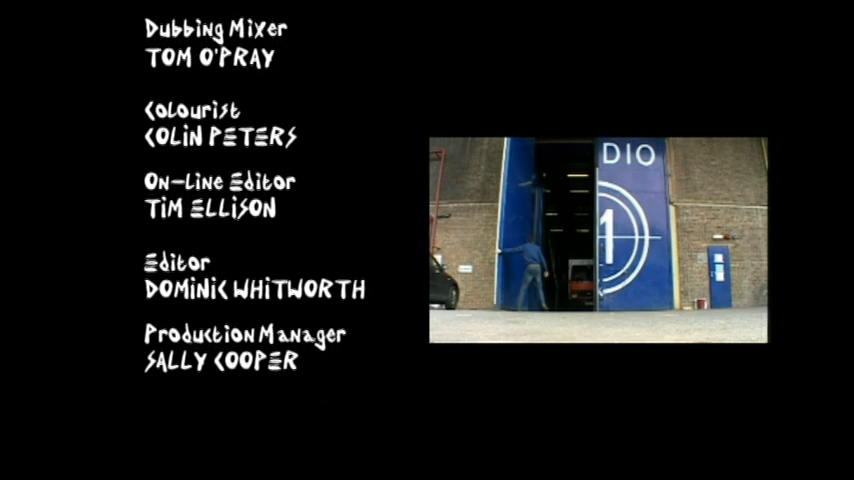 Dubbing Mixer
TOM O'PRAY
Colourist
COLIN PETERS
On-Line Editor
TIM ELLISON
Editor
DOMINIC WHITWORTH
Production Manager
SALLY COOPER
DIO
1